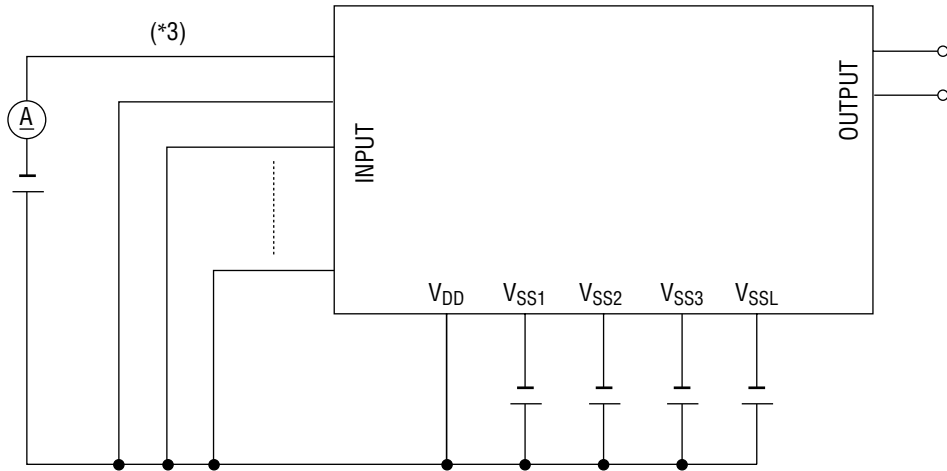 (*3)
A
INPUT
OUTPUT
VDD VSS1 VSS2 VSS3 VSSL